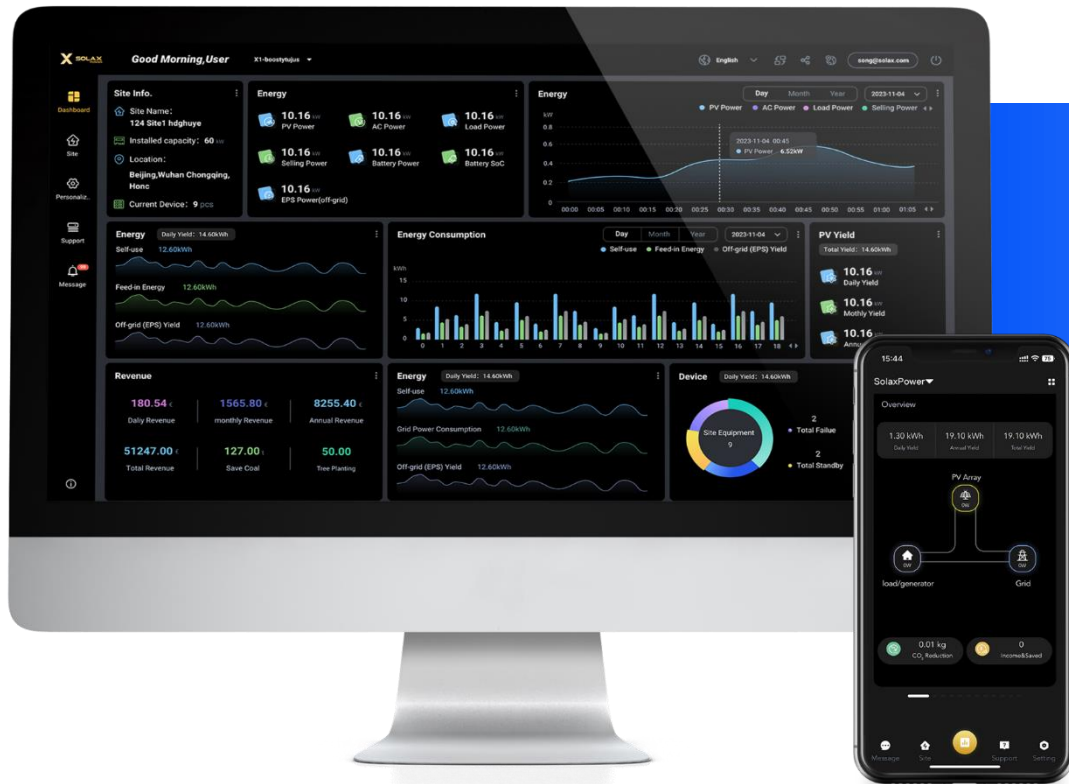 SOLAX
POWER
Good Morning,User
X1-boostytujus
English
song@solax.com
Dashboard
Site
Personaliz..
Support
Message
Site Info.
Site Name:
124 Site1 hdghuye
Installed capacity: 60 kW
Location:
Beijing,Wuhan Chongqing,
Honc
Current Device: 9 pcs
Energy
10.16 kW
PV Power
10.16 kW
AC Power
10.16 kW
Load Power
10.16 kW
Selling Power
10.16 kW
Battery Power
10.16 kW
Battery SoC
10.16 kW
EPS Power(off-grid)
Energy
Day Month Year 2023-11-04
PV Power AC Power Load Power Selling Power
kW
0.8
0.6
0.4
0.2
0
2023-11-04 00:45
PV Power 6.52kW
00:00 00:05 00:10 00:15 00:20 00:25 00:30 00:35 00:40 00:45 00:50 00:55 01:00 01:05
Energy Daily Yield: 14.60kWh
Self-use 12.60kWh
Feed-in Energy 12.60kWh
Off-grid (EPS) Yield 12.60kWh
Energy Consumption
Day Month Year 2023-11-04
Self-use Feed-in Energy Off-grid (EPS) Yield
kWh
15
10
5
0
0 1 2 3 4 5 6 7 8 9 10 11 12 13 14 15 16 17 18
PV Yield
Total Yield: 14.60kWh
10.16 kW
Daily Yield
10.16 kW
Mothly Yield
10.16
Revenue
180.54 €
Daily Revenue
1565.80 €
monthly Revenue
8255.40 €
Annual Revenue
51247.00 €
Total Revenue
127.00 t
Save Coal
50.00
Tree Planting
Energy Daily Yield: 14.60kWh
Self-use 12.60kWh
Grid Power Consumption 12.60kWh
Off-grid (EPS) Yield 12.60kWh
Device Daily Yield: 14.60kWh
Site Equipment
9
2
Total Failue
2
Total Standby
15:44
SolaxPower
Overview
1.30 kWh
Daily Yield
19.10 kWh
Annual Yield
19.10 kWh
Total Yield
PV Array
0W
0W
load/generator
0W
Grid
0.01 kg
CO₂ Reduction
0
Income&Saved
Message
Site
Support
Setting